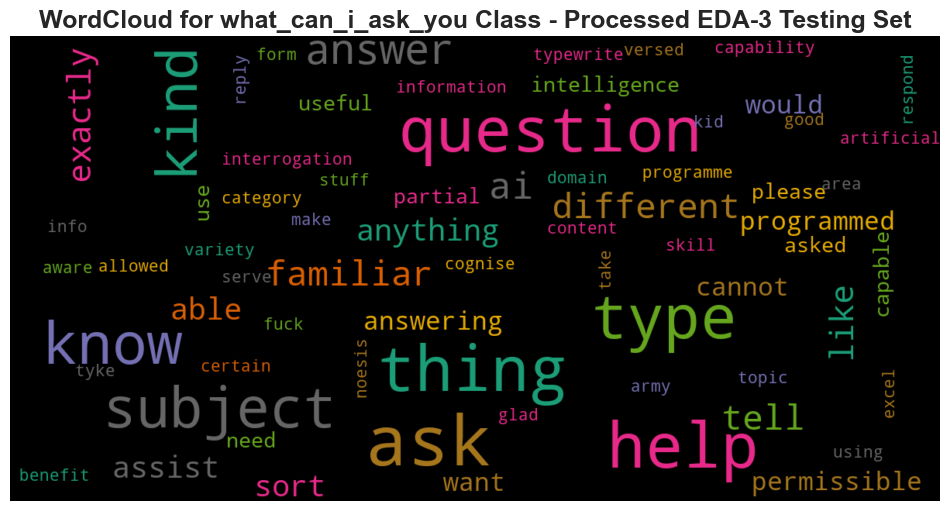 WordCloud for what_can_i_ask_you Class - Processed EDA-3 Testing Set
exactly
kind
reply
form
answer
typewrite
versed
capability
information
intelligence
useful
would
respond
question
kid
good
artificial
interrogation
stuff
use
category
partial
ai
domain
programme
please
area
info
make
anything
different
content
programmed
variety
skill
asked
aware
allowed
serve
familiar
cognise
take
cannot
capable
able
fuck
answering
type
like
know
tyke
certain
noesis
thing
army
topic
excel
subject
need
glad
tell
ask
help
using
benefit
assist
sort
want
permissible